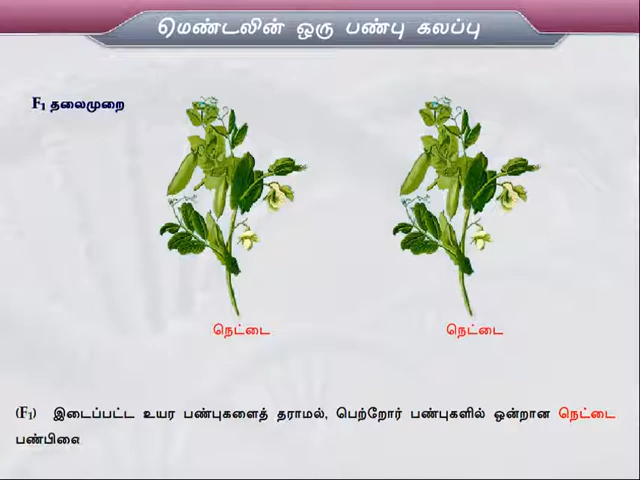 மெண்டலின் ஒரு பண்பு கலப்பு
F₁ தலைமுறை
நெட்டை நெட்டை
(F₁) இடைப்பட்ட உயர பண்புகளைத் தராமல், பெற்றோர் பண்புகளில் ஒன்றான நெட்டை
பண்பினை